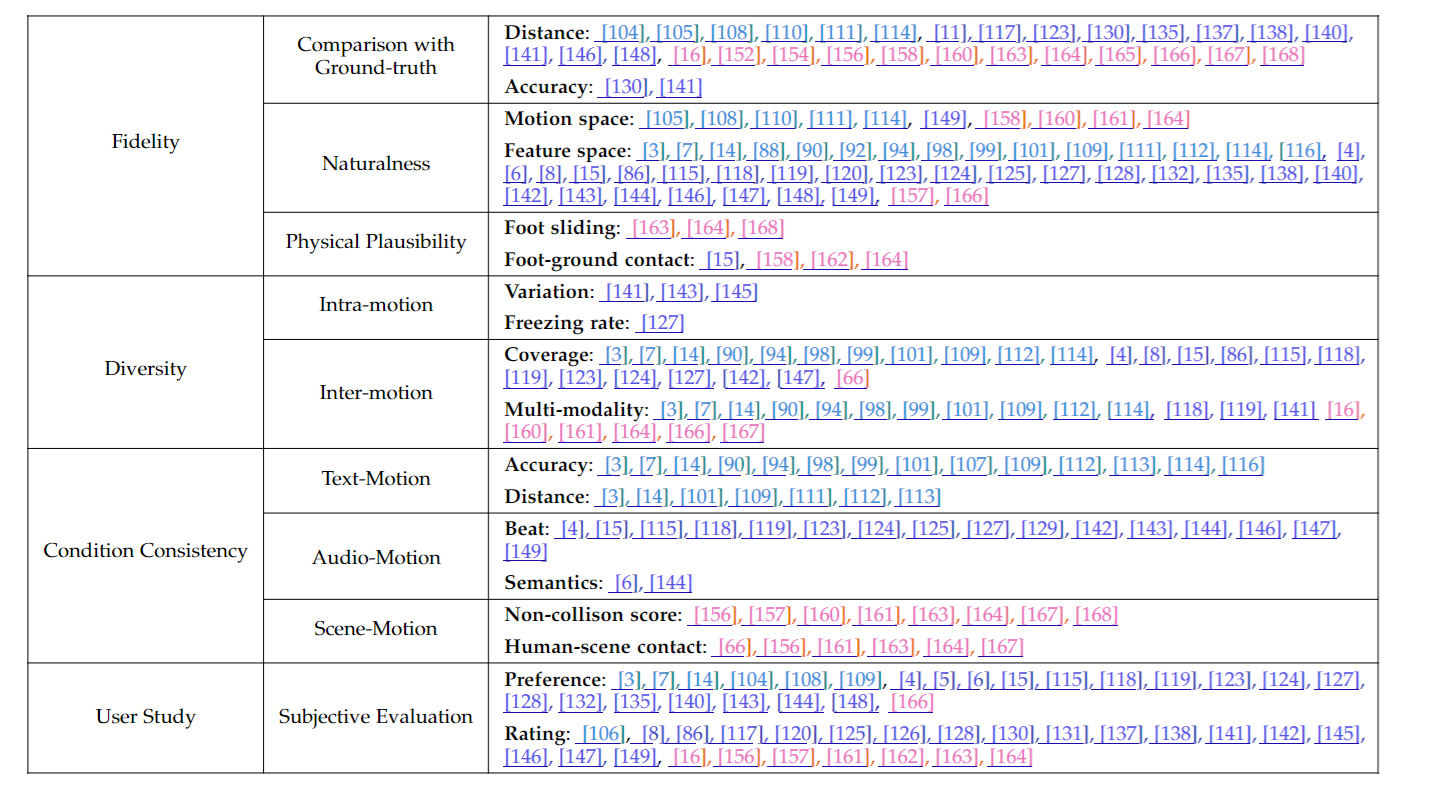 Fidelity
Comparison with
Ground-truth
Distance: [104], [105], [108], [110], [111], [114], [11], [117], [123], [130], [135], [137], [138], [140],
[141], [146], [148], [16], [152], [154], [156], [158], [160], [163], [164], [165], [166], [167], [168]
Accuracy: [130], [141]
Naturalness
Motion space: [105], [108], [110], [111], [114], [149], [158], [160], [161], [164]
Feature space: [3], [7], [14], [88], [90], [92], [94], [98], [99], [101], [109], [111], [112], [114], [116], [4],
[6], [8], [15], [86], [115], [118], [119], [120], [123], [124], [125], [127], [128], [132], [135], [138], [140],
[142], [143], [144], [146], [147], [148], [149], [157], [166]
Physical Plausibility
Foot sliding: [163], [164], [168]
Foot-ground contact: [15], [158], [162], [164]
Diversity
Intra-motion
Variation: [141], [143], [145]
Freezing rate: [127]
Inter-motion
Coverage: [3], [7], [14], [90], [94], [98], [99], [101], [109], [112], [114], [4], [8], [15], [86], [115], [118],
[119], [123], [124], [127], [142], [147], [66]
Multi-modality: [3], [7], [14], [90], [94], [98], [99], [101], [109], [112], [114], [118], [119], [141] [16],
[160], [161], [164], [166], [167]
Condition Consistency
Text-Motion
Accuracy: [3], [7], [14], [90], [94], [98], [99], [101], [107], [109], [112], [113], [114], [116]
Distance: [3], [14], [101], [109], [111], [112], [113]
Audio-Motion
Beat: [4], [15], [115], [118], [119], [123], [124], [125], [127], [129], [142], [143], [144], [146], [147],
[149]
Semantics: [6], [144]
Scene-Motion
Non-collison score: [156], [157], [160], [161], [163], [164], [167], [168]
Human-scene contact: [66], [156], [161], [163], [164], [167]
User Study
Subjective Evaluation
Preference: [3], [7], [14], [104], [108], [109], [4], [5], [6], [15], [115], [118], [119], [123], [124], [127],
[128], [132], [135], [140], [143], [144], [148], [166]
Rating: [106], [8], [86], [117], [120], [125], [126], [128], [130], [131], [137], [138], [141], [142], [145],
[146], [147], [149], [16], [156], [157], [161], [162], [163], [164]